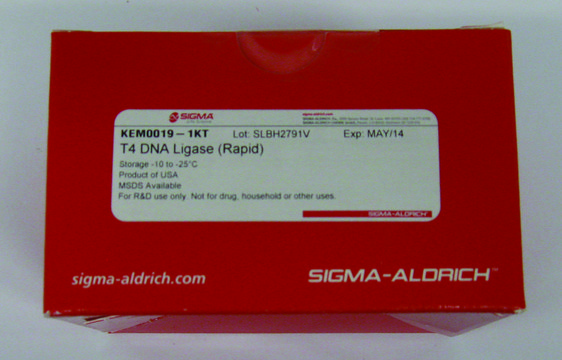 SIGMA
KEM0019 – 1KT Lot: SLBH2791V Exp: MAY/14
T4 DNA Ligase (Rapid)
Storage -10 to -25°C
Product of USA
MSDS Available
For R&D use only. Not for drug, household or other uses.
SIGMA-ALDRICH
sigma-aldrich.com SIGMA-ALDRICH™